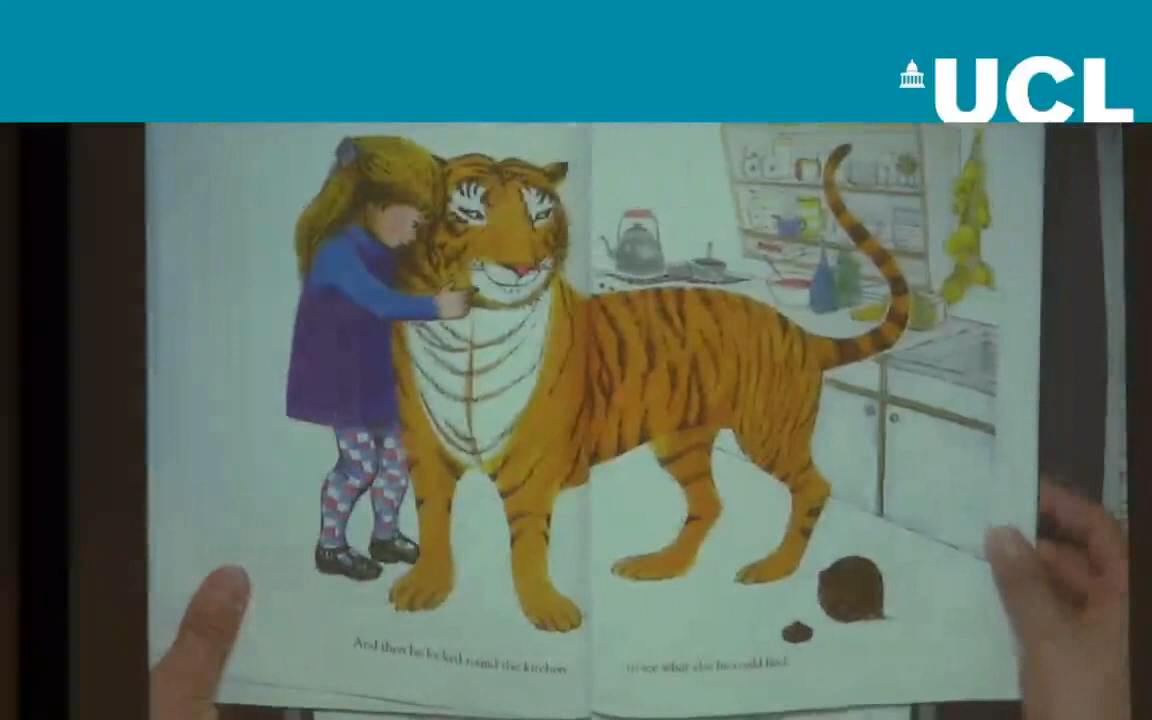 UCL
And then he looked round the kitchen
to see what else he could find.